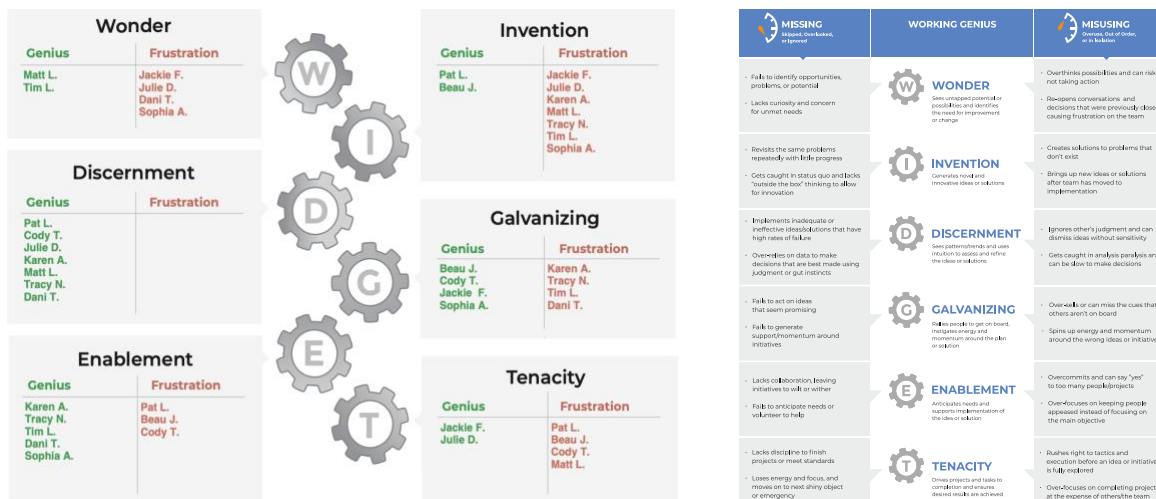 Wonder
Genius
Frustration
Matt L.
Tim L.
Jackie F.
Julie D.
Dani T.
Sophia A.
W
Invention
Genius
Frustration
Pat L.
Beau J.
Jackie F.
Julie D.
Karen A.
Matt L.
Tracy N.
Tim L.
Sophia A.
I
Discernment
Genius
Frustration
Pat L.
Cody T.
Julie D.
Karen A.
Matt L.
Tracy N.
Dani T.
D
Galvanizing
Genius
Frustration
Beau J.
Cody T.
Jackie F.
Sophia A.
Karen A.
Tracy N.
Tim L.
Dani T.
G
Enablement
Genius
Frustration
Karen A.
Tracy N.
Tim L.
Dani T.
Sophia A.
Pat L.
Beau J.
Cody T.
E
Tenacity
Genius
Frustration
Jackie F.
Julie D.
Pat L.
Beau J.
Cody T.
Matt L.
T
MISSING
Skipped, Overlooked,
or Ignored
WORKING GENIUS
MISUSING
Overuse, Out of Order,
or in Isolation
- Fails to identify opportunities,
problems, or potential
- Lacks curiosity and concern
for unmet needs
W
WONDER
Sees untapped potential or
possibilities and identifies
the need for improvement
or change
- Overthinks possibilities and can risk
not taking action
- Re-opens conversations and
decisions that were previously close
causing frustration on the team
- Revisits the same problems
repeatedly with little progress
- Gets caught in status quo and lacks
"outside the box" thinking to allow
for innovation
I
INVENTION
Generates novel and
innovative ideas or solutions
- Creates solutions to problems that
don't exist
- Brings up new ideas or solutions
after team has moved to
implementation
- Implements inadequate or
ineffective ideas/solutions that have
high rates of failure
- Over-relies on data to make
decisions that are best made using
judgment or gut instincts
D
DISCERNMENT
Sees patterns/trends and uses
intuition to assess and refine
the ideas or solutions
- Ignores other's judgment and can
dismiss ideas without sensitivity
- Gets caught in analysis paralysis an
can be slow to make decisions
- Fails to act on ideas
that seem promising
- Fails to generate
support/momentum around
initiatives
G
GALVANIZING
Rallies people to get on board,
instigates energy and
momentum around the plan
or solution
- Over-sells or can miss the cues that
others aren't on board
- Spins up energy and momentum
around the wrong ideas or initiative
- Lacks collaboration, leaving
initiatives to wilt or wither
- Fails to anticipate needs or
volunteer to help
E
ENABLEMENT
Anticipates needs and
supports implementation of
the idea or solution
- Overcommits and can say "yes"
to too many people/projects
- Over-focuses on keeping people
appeased instead of focusing on
the main objective
- Lacks discipline to finish
projects or meet standards
- Loses energy and focus, and
moves on to next shiny object
or emergency
T
TENACITY
Drives projects and tasks to
completion and ensures
desired results are achieved
- Rushes right to tactics and
execution before an idea or initiative
is fully explored
- Over-focuses on completing project
at the expense of others/the team